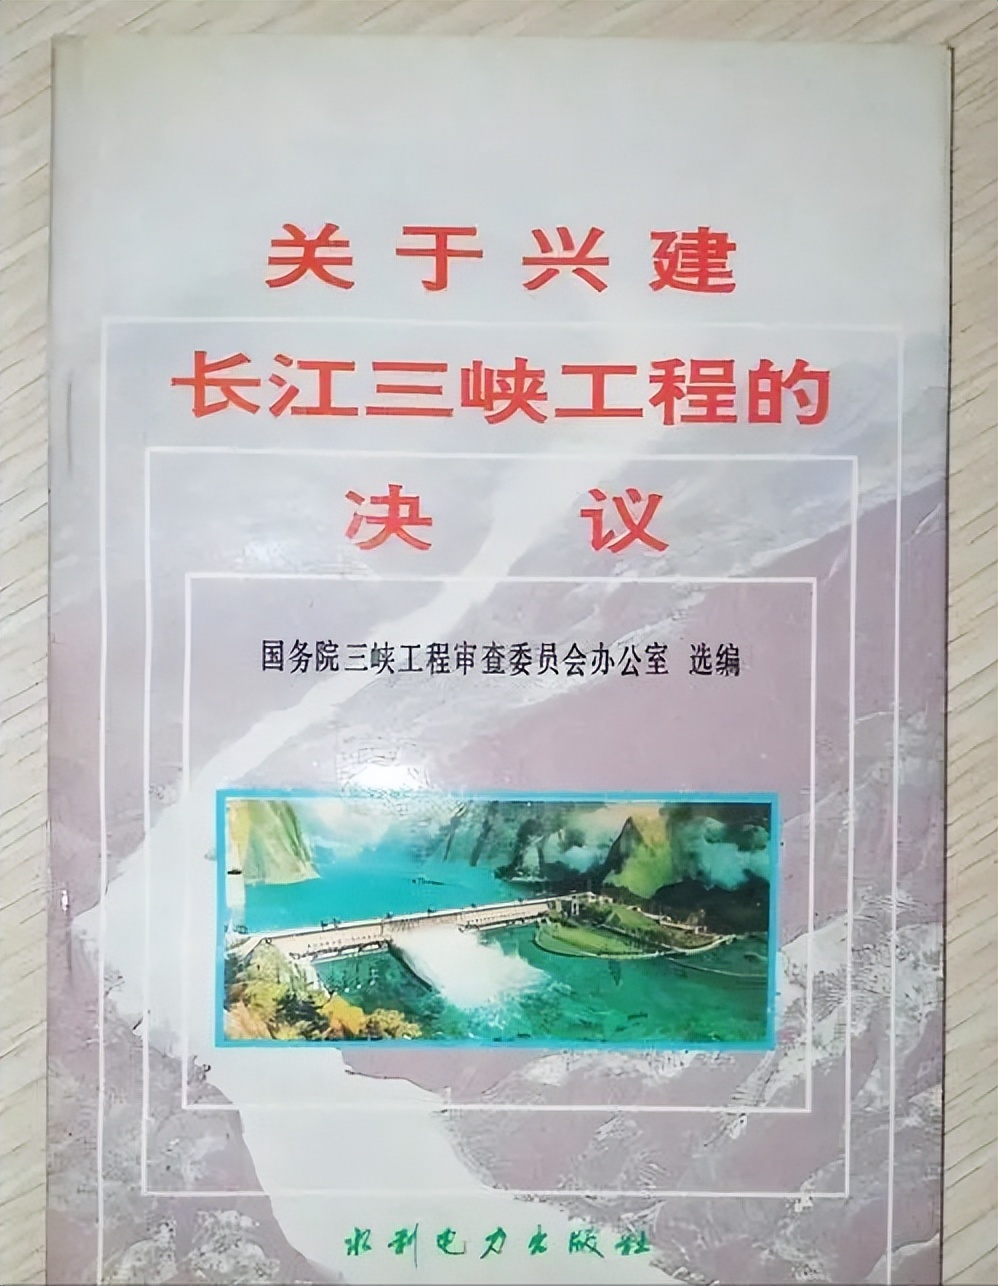 关于兴建
长江三峡工程的
决议
国务院三峡工程审查委员会办公室 选编
水利电力出版社